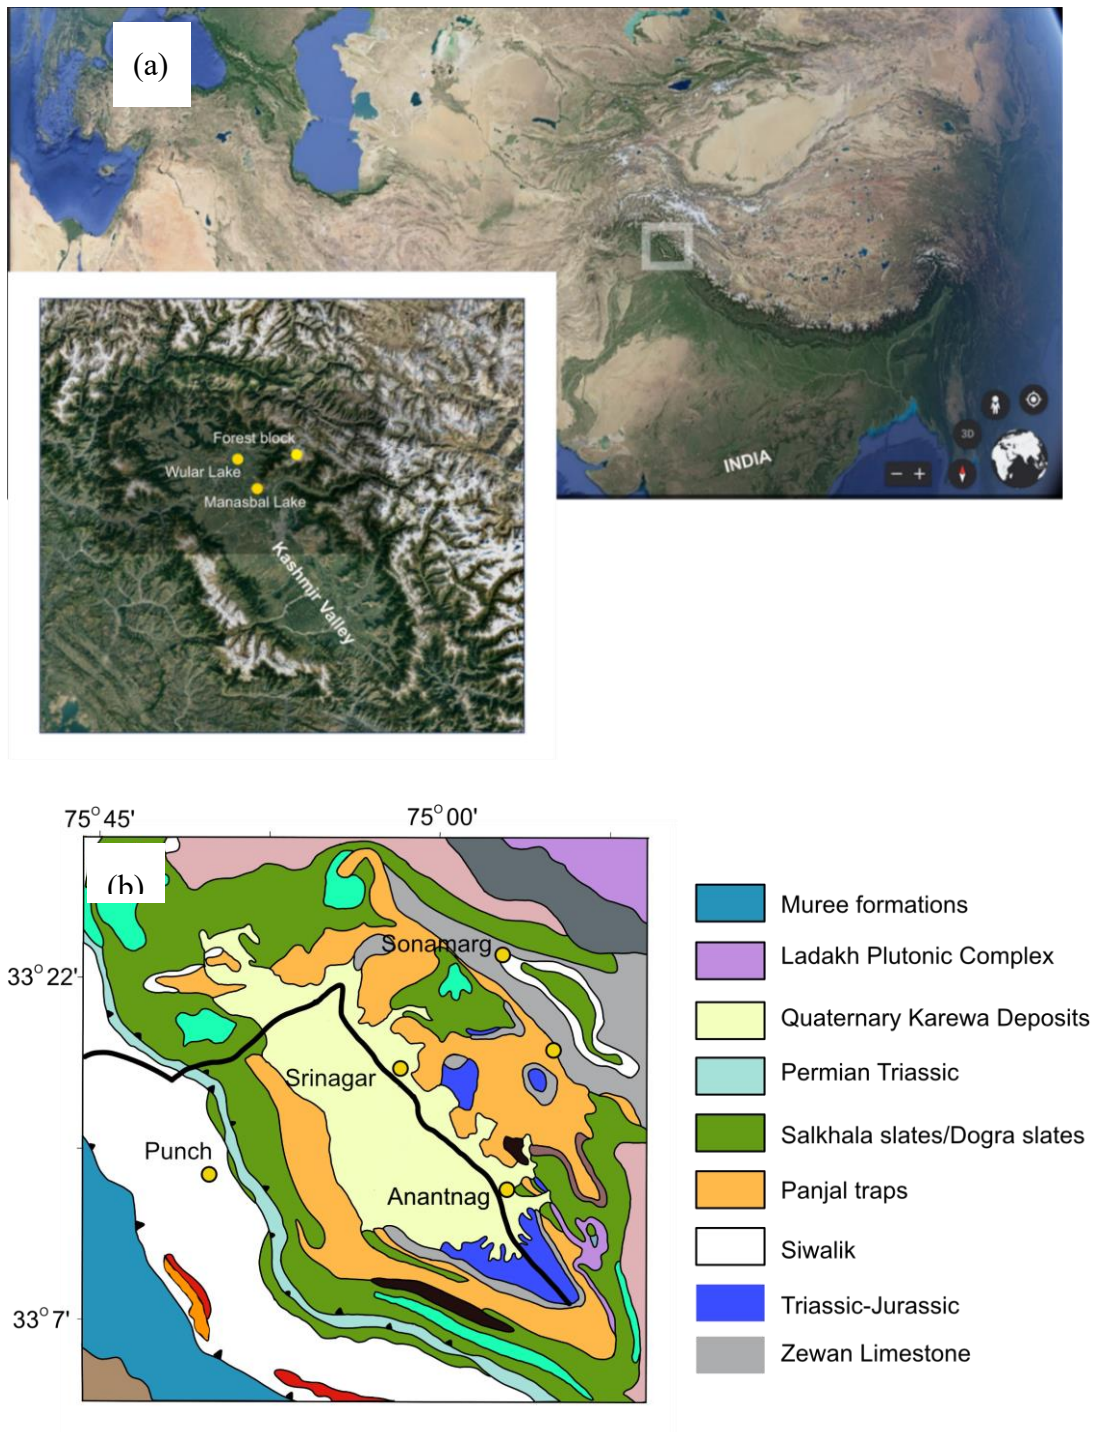 (a)
3D
INDIA
Forest block
Wular Lake
Manasbal Lake
Kashmir Valley
75° 45'
75° 00'
(b)
Sonamarg
33° 22'
Srinagar
Punch
Anantnag
33° 7'
Muree formations
Ladakh Plutonic Complex
Quaternary Karewa Deposits
Permian Triassic
Salkhala slates/Dogra slates
Panjal traps
Siwalik
Triassic-Jurassic
Zewan Limestone